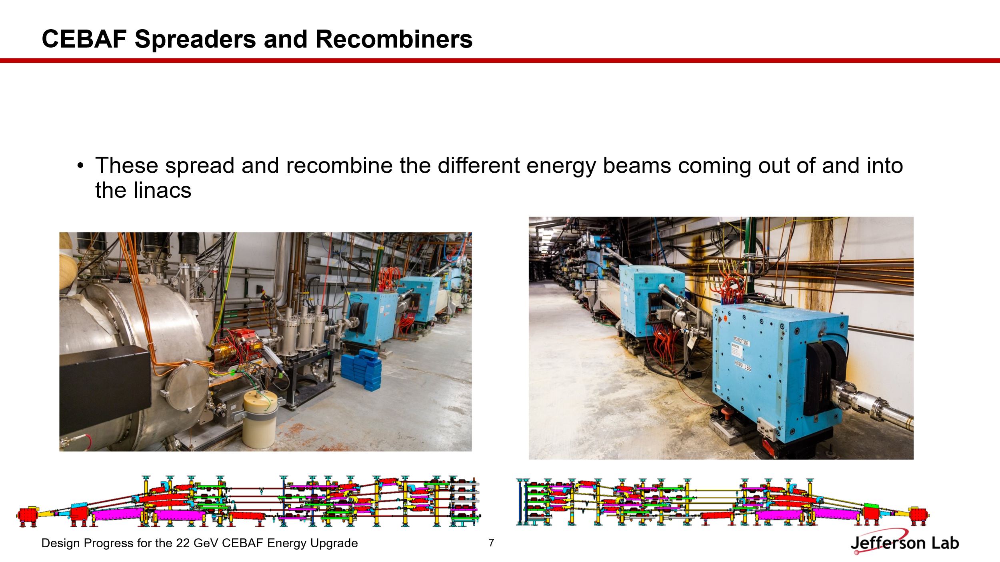 CEBAF Spreaders and Recombiners
• These spread and recombine the different energy beams coming out of and into
the linacs
MXR2T06
6800 LBS
Design Progress for the 22 GeV CEBAF Energy Upgrade
7
Jefferson Lab